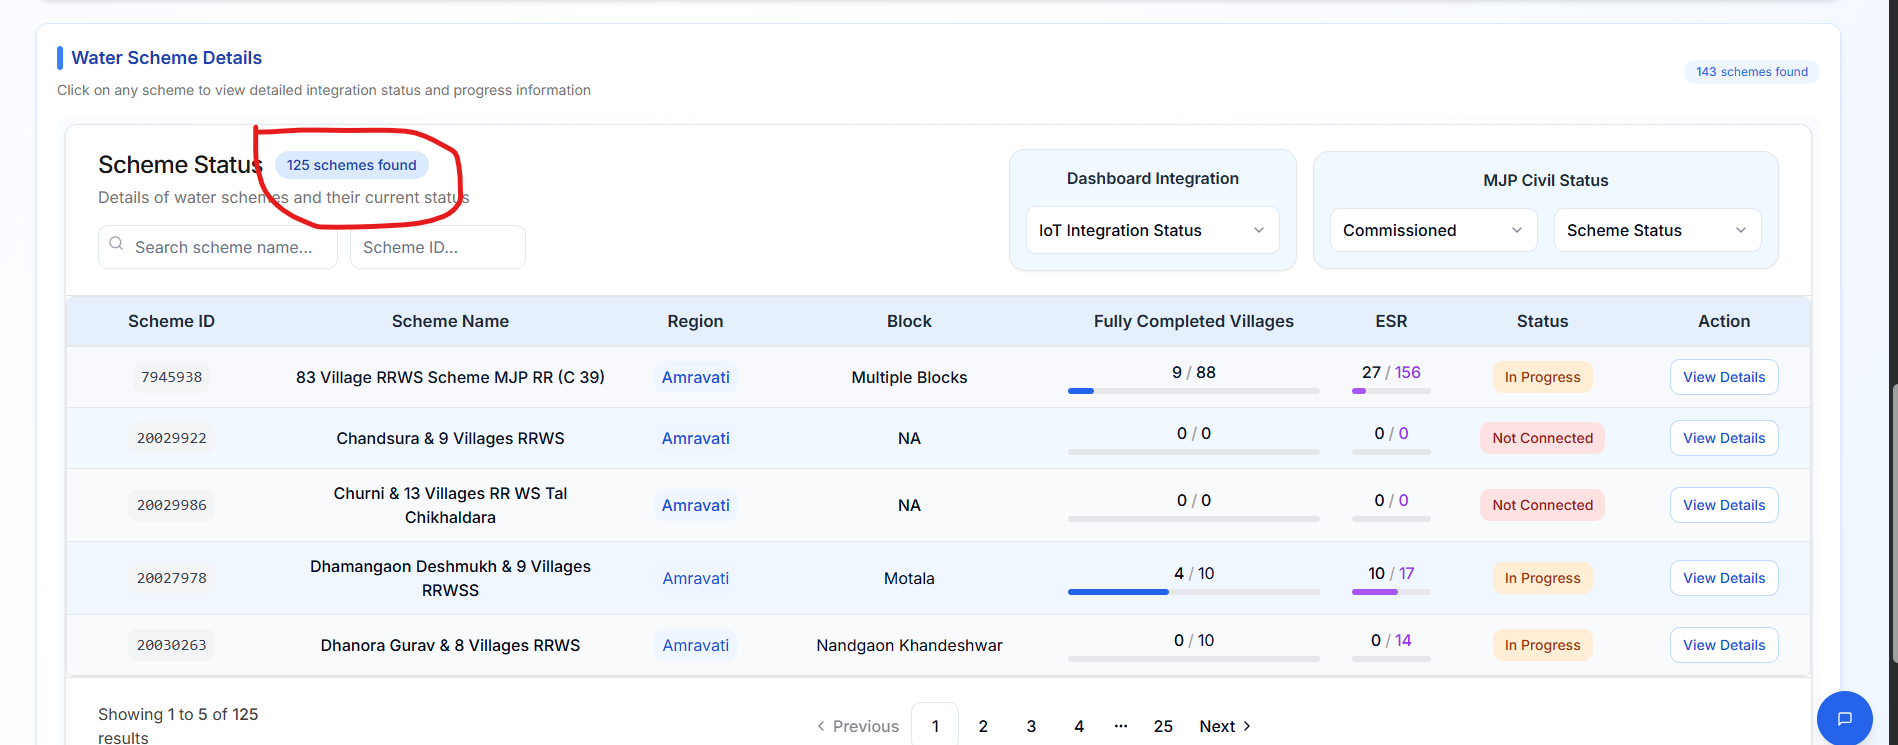 Water Scheme Details
Click on any scheme to view detailed integration status and progress information
143 schemes found
Scheme Status 125 schemes found
Details of water schemes and their current status
Search scheme name... Scheme ID...
Dashboard Integration
IoT Integration Status
MJP Civil Status
Commissioned Scheme Status
Scheme ID Scheme Name Region Block Fully Completed Villages ESR Status Action
7945938 83 Village RRWS Scheme MJP RR (C 39) Amravati Multiple Blocks 9 / 88 27 / 156 In Progress View Details
20029922 Chandsura & 9 Villages RRWS Amravati NA 0 / 0 0 / 0 Not Connected View Details
20029986 Churni & 13 Villages RR WS Tal
Chikhaldara Amravati NA 0 / 0 0 / 0 Not Connected View Details
20027978 Dhamangaon Deshmukh & 9 Villages
RRWSS Amravati Motala 4 / 10 10 / 17 In Progress View Details
20030263 Dhanora Gurav & 8 Villages RRWS Amravati Nandgaon Khandeshwar 0 / 10 0 / 14 In Progress View Details
Showing 1 to 5 of 125
results
Previous 1 2 3 4 ... 25 Next